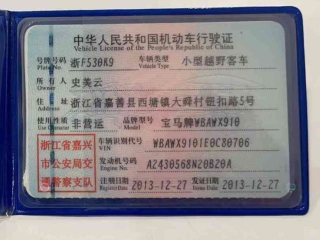 中华人民共和国机动车行驶证
Vehicle License of the People's Republic of China
号牌号码 Plate No. 浙F530K9 车辆类型 Vehicle Type 小型越野客车
所有人 Owner 史美云
住址 Address 浙江省嘉善县西塘镇大舜村钮扣路5号
使用性质 Use Character 非营运 品牌型号 Model 宝马牌WBAWX910
浙江省嘉兴
市公安局交
通警察支队
车辆识别代号 VIN WBAWX9101E0C80706
发动机号码 Engine No. AZ430568N20B20A
注册日期 Register Date 2013-12-27 发证日期 Issue Date 2013-12-27